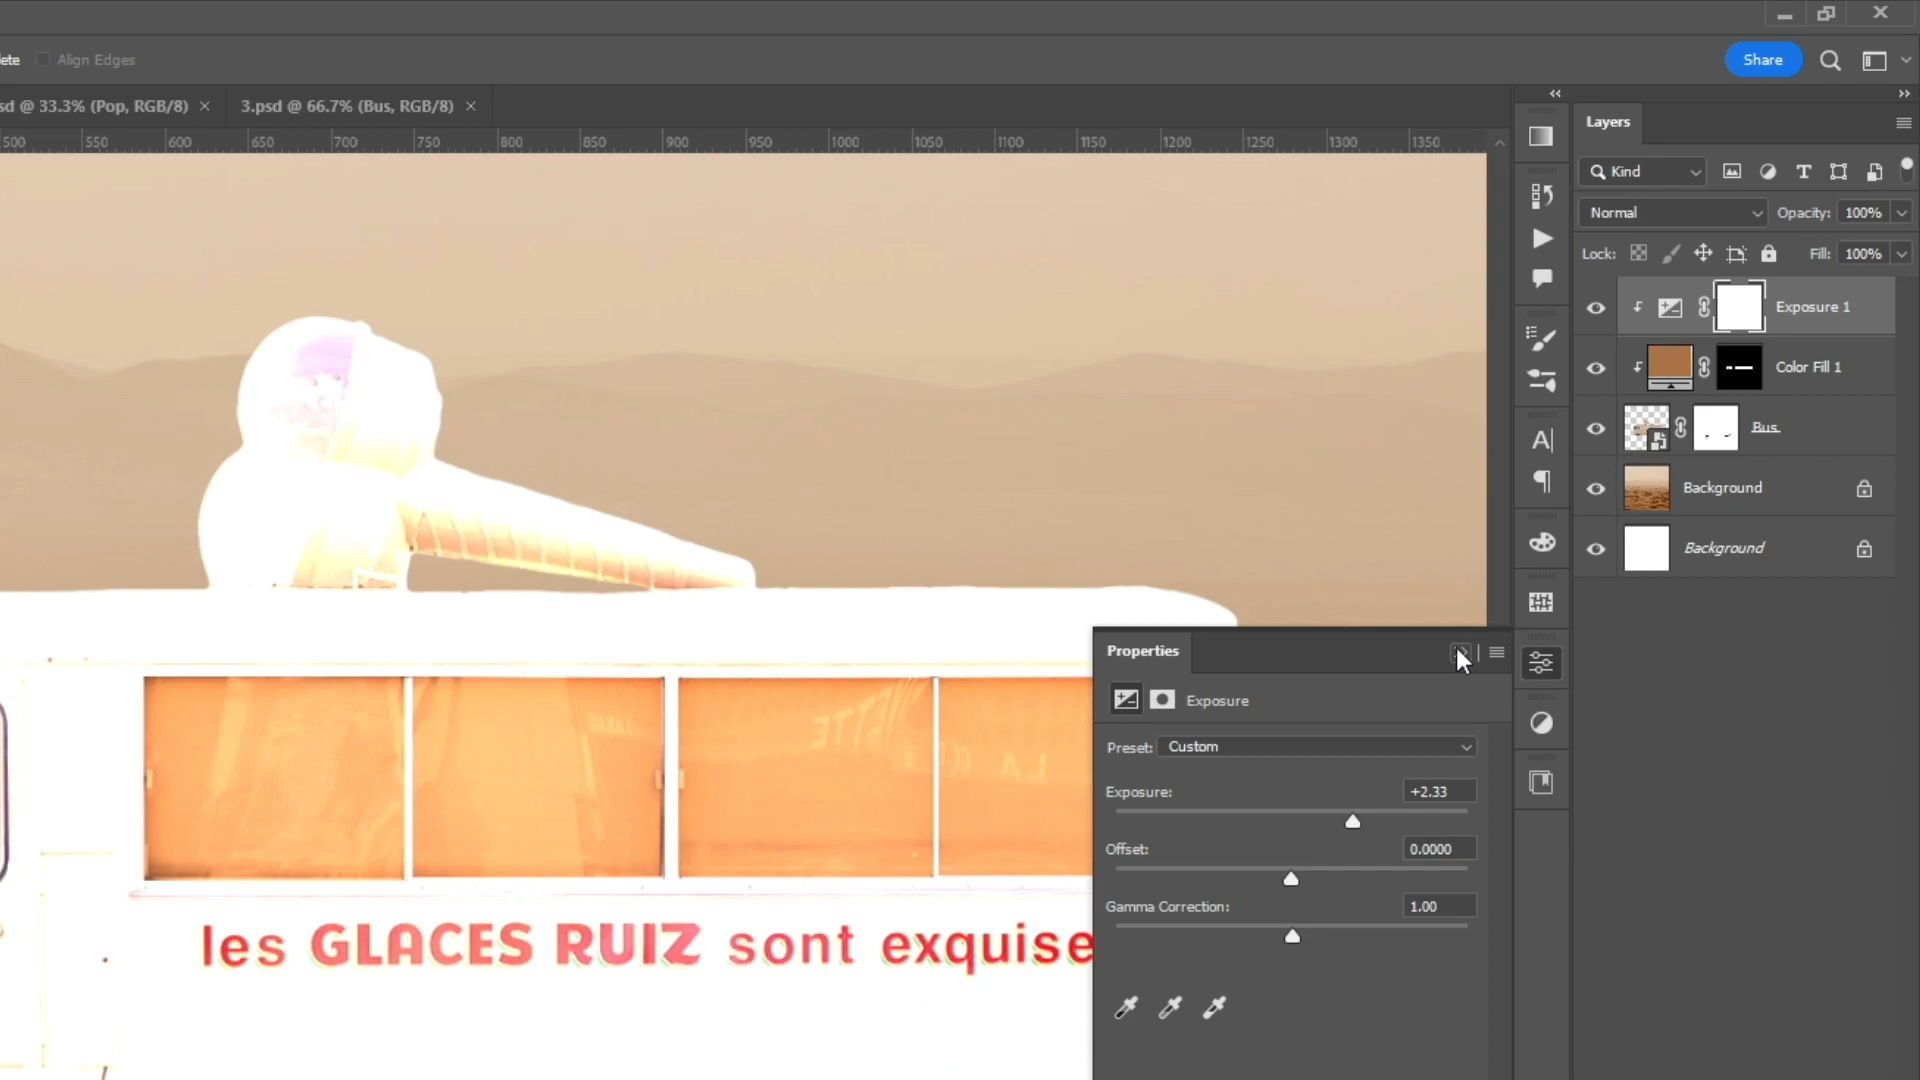 ete Align Edges
Share
sd @ 33.3% (Pop, RGB/8) × 3.psd @ 66.7% (Bus, RGB/8) ×
500 550 600 650 700 750 800 850 900 950 1000 1050 1100 1150 1200 1250 1300 1350
Layers
Kind
Normal Opacity: 100%
Lock: Fill: 100%
Exposure 1
Color Fill 1
Bus
Background
Background
les GLACES RUIZ sont exquise
Properties
Exposure
Preset: Custom
Exposure: +2.33
Offset: 0.0000
Gamma Correction: 1.00